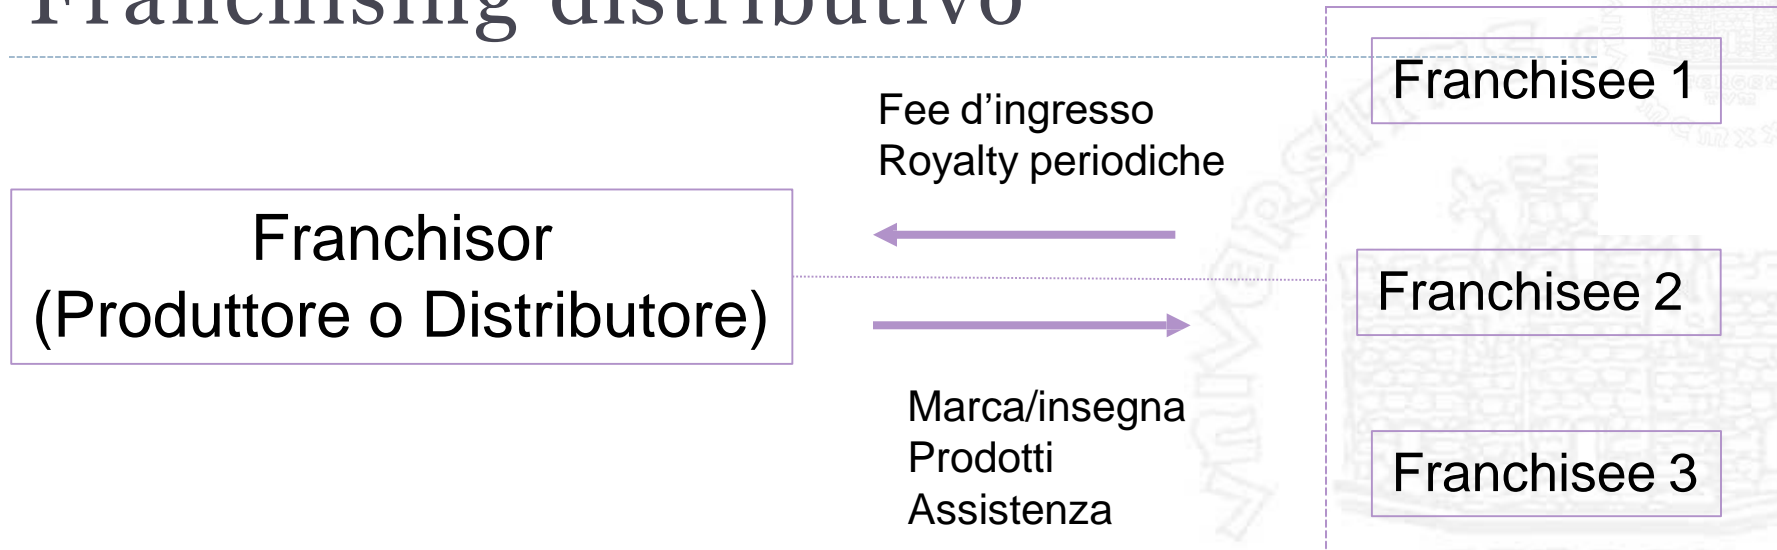 Franchising distributivo
Fee d'ingresso
Royalty periodiche
Franchisor
(Produttore o Distributore)
Marca/insegna
Prodotti
Assistenza
Franchisee 1
Franchisee 2
Franchisee 3